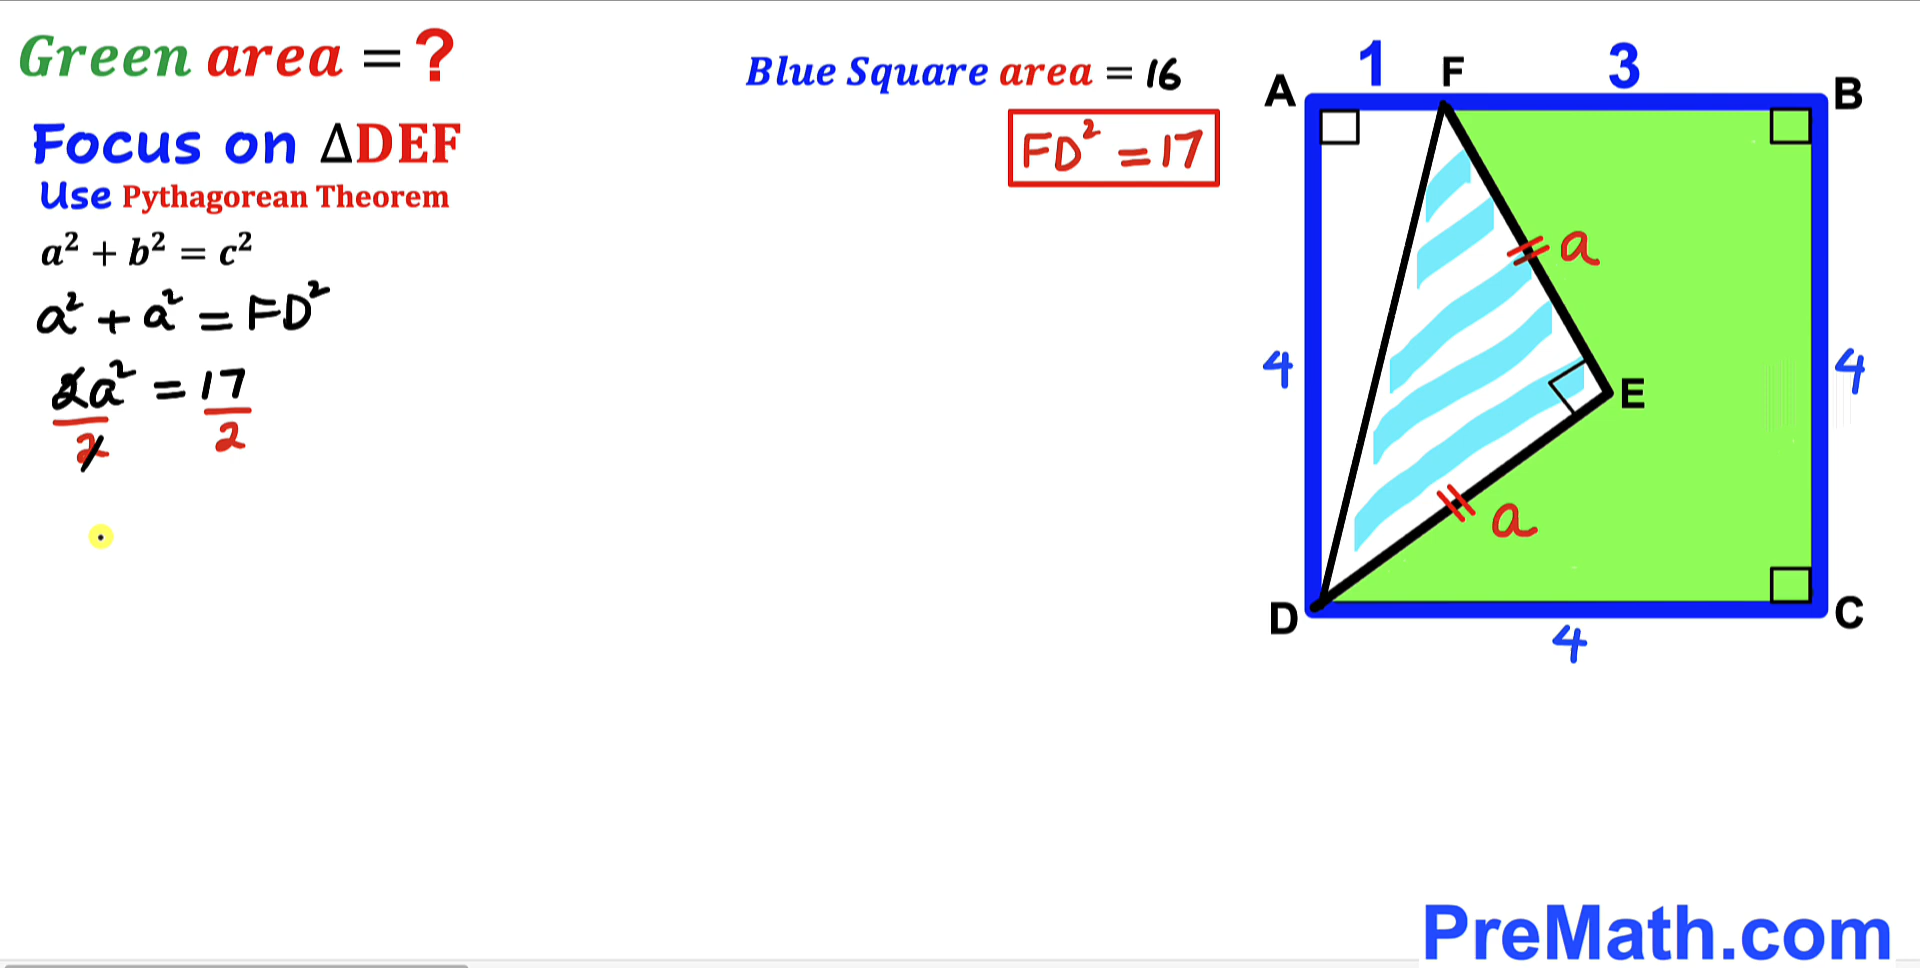 Green area = ?
Focus on ΔDEF
Use Pythagorean Theorem
a² + b² = c²
a² + a² = FD²
2a² = 17
2 2
Blue Square area = 16
FD² = 17
1 F 3
A B
a
4 E 4
a
D C
4
PreMath.com